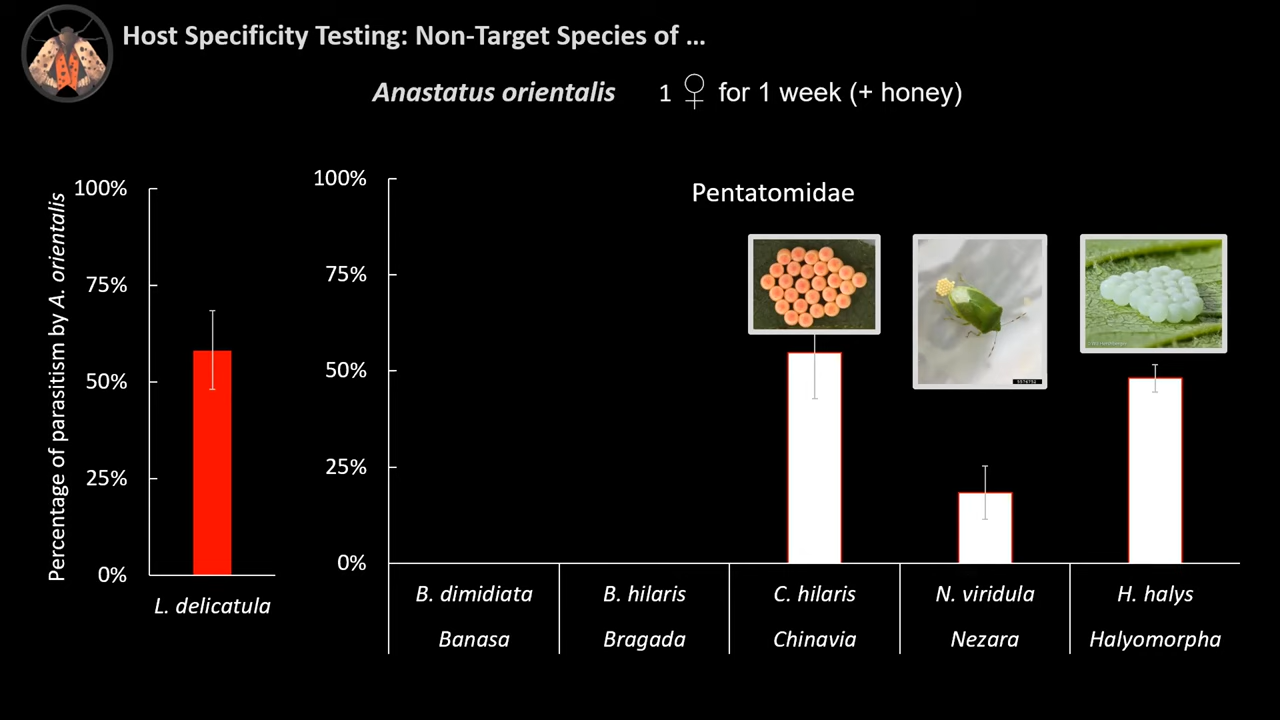 Host Specificity Testing: Non-Target Species of ...
Anastatus orientalis 1 ♀ for 1 week (+ honey)
Percentage of parasitism by A. orientalis
100%
75%
50%
25%
0%
L. delicatula
100%
75%
50%
25%
0%
Pentatomidae
B. dimidiata B. hilaris C. hilaris N. viridula H. halys
Banasa Bragada Chinavia Nezara Halyomorpha